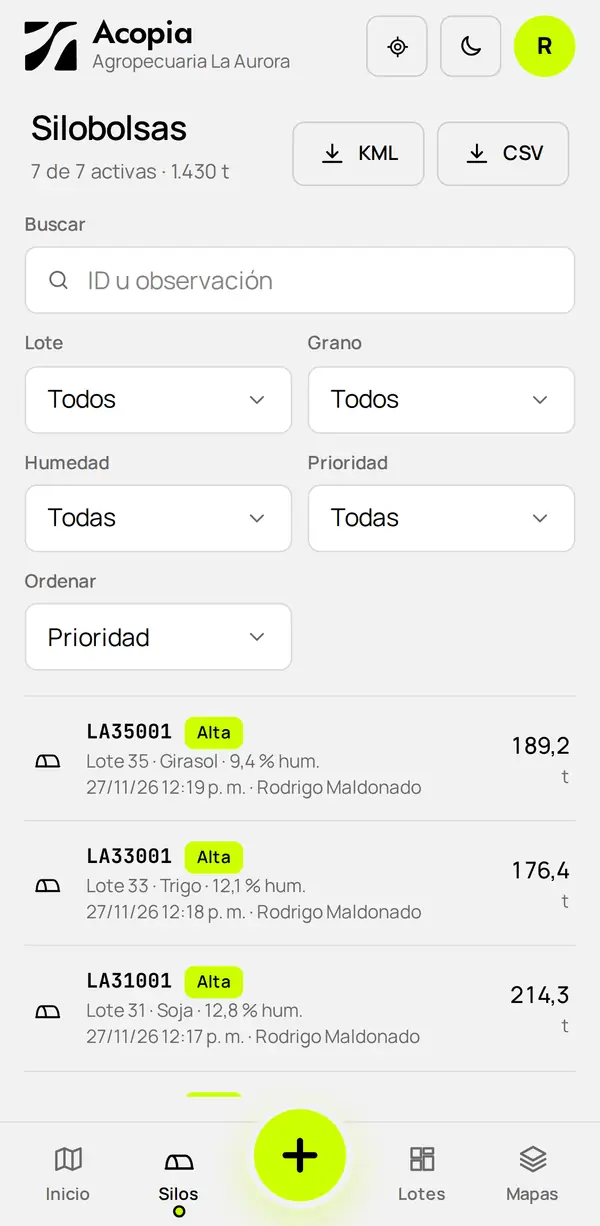 Acopia
Agropecuaria La Aurora
R
Silobolsas
7 de 7 activas · 1.430 t
KML
CSV
Buscar
ID u observación
Lote
Grano
Todos
Todos
Humedad
Prioridad
Todas
Todas
Ordenar
Prioridad
LA35001 Alta
Lote 35 · Girasol · 9,4 % hum.
27/11/26 12:19 p. m. · Rodrigo Maldonado
189,2
t
LA33001 Alta
Lote 33 · Trigo · 12,1 % hum.
27/11/26 12:18 p. m. · Rodrigo Maldonado
176,4
t
LA31001 Alta
Lote 31 · Soja · 12,8 % hum.
27/11/26 12:17 p. m. · Rodrigo Maldonado
214,3
t
Inicio
Silos
Lotes
Mapas